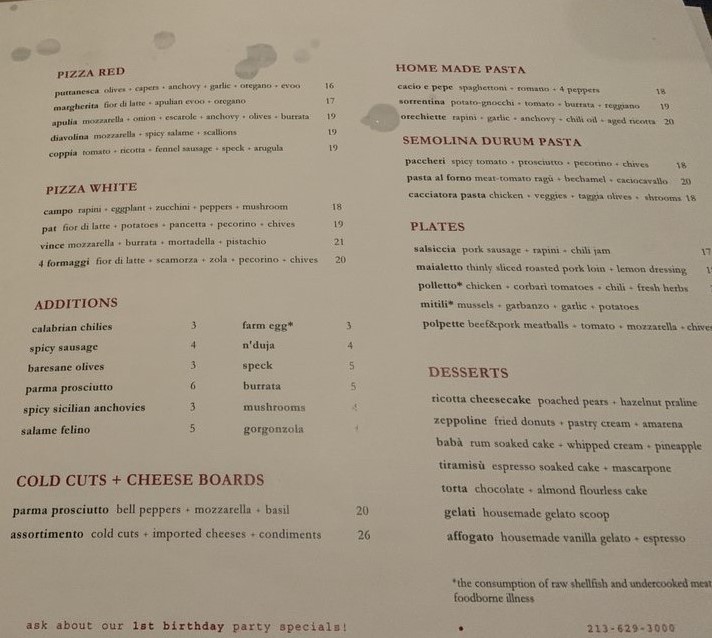 PIZZA RED
puttanesca olives + capers + anchovy + garlic + oregano + evoo 16
margherita fior di latte + apulian evoo + oregano 17
apulia mozzarella + onion + escarole + anchovy + olives + burrata 19
diavolina mozzarella + spicy salame + scallions 19
coppia tomato + ricotta + fennel sausage + speck + arugula 19
PIZZA WHITE
campo rapini + eggplant + zucchini + peppers + mushroom 18
pat fior di latte + potatoes + pancetta + pecorino + chives 19
vince mozzarella + burrata + mortadella + pistachio 21
4 formaggi fior di latte + scamorza + zola + pecorino + chives 20
ADDITIONS
calabrian chilies 3 farm egg* 3
spicy sausage 4 n'duja 4
baresane olives 3 speck 5
parma prosciutto 6 burrata 5
spicy sicilian anchovies 3 mushrooms 4
salame felino 5 gorgonzola
COLD CUTS + CHEESE BOARDS
parma prosciutto bell peppers + mozzarella + basil 20
assortimento cold cuts + imported cheeses + condiments 26
HOME MADE PASTA
cacio e pepe spaghettoni + romano + 4 peppers 18
sorrentina potato-gnocchi + tomato + burrata + reggiano 19
orechiette rapini + garlic + anchovy + chili oil + aged ricotta 20
SEMOLINA DURUM PASTA
paccheri spicy tomato + prosciutto + pecorino + chives 18
pasta al forno meat-tomato ragù + bechamel + caciocavallo 20
cacciatora pasta chicken + veggies + taggia olives + shrooms 18
PLATES
salsiccia pork sausage + rapini + chili jam 17
maialetto thinly sliced roasted pork loin + lemon dressing
polletto* chicken + corbari tomatoes + chili + fresh herbs
mitili* mussels + garbanzo + garlic + potatoes
polpette beef&pork meatballs + tomato + mozzarella + chives
DESSERTS
ricotta cheesecake poached pears + hazelnut praline
zeppoline fried donuts + pastry cream + amarena
babà rum soaked cake + whipped cream + pineapple
tiramisù espresso soaked cake + mascarpone
torta chocolate + almond flourless cake
gelati housemade gelato scoop
affogato housemade vanilla gelato + espresso
*the consumption of raw shellfish and undercooked meat
foodborne illness
ask about our 1st birthday party specials! • 213-629-3000